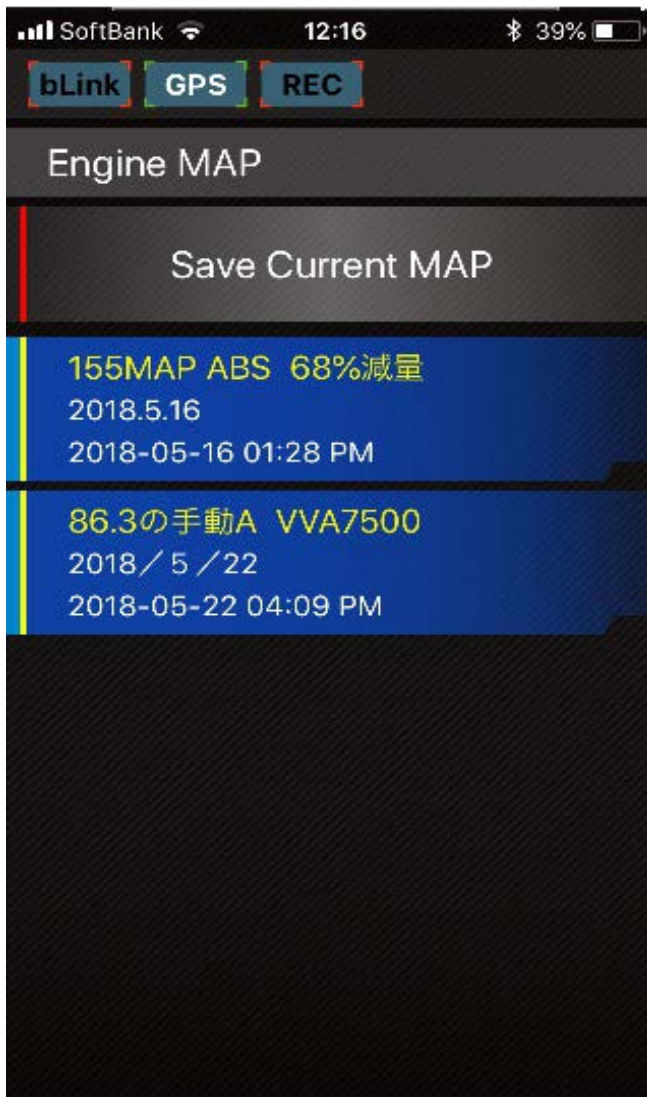 SoftBank 12:16 39%
bLink GPS REC
Engine MAP
Save Current MAP
155MAP ABS 68%減量
2018.5.16
2018-05-16 01:28 PM
86.3の手動A VVA7500
2018／5／22
2018-05-22 04:09 PM